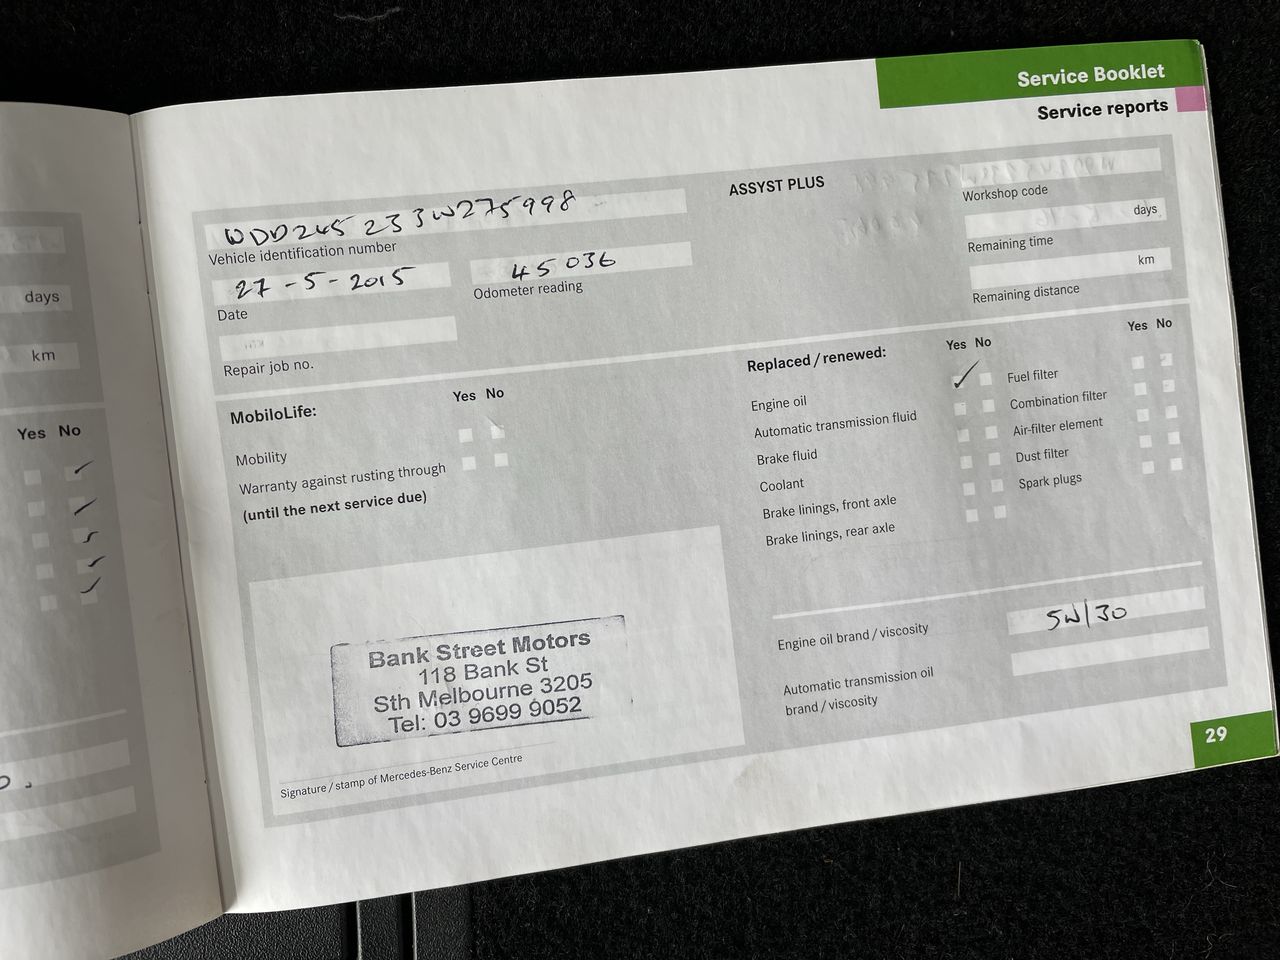 Service Booklet
Service reports
days
km
Yes No
WDD245 233W275998
Vehicle identification number
27 - 5 - 2015
Date
45 036
Odometer reading
Repair job no.
ASSYST PLUS
Workshop code
days
Remaining time
km
Remaining distance
MobiloLife:
Yes No
Mobility
Warranty against rusting through
(until the next service due)
Replaced / renewed:
Yes No
Engine oil
Automatic transmission fluid
Brake fluid
Coolant
Brake linings, front axle
Brake linings, rear axle
Yes No
Fuel filter
Combination filter
Air-filter element
Dust filter
Spark plugs
Engine oil brand / viscosity
5W/30
Automatic transmission oil
brand / viscosity
Bank Street Motors
118 Bank St
Sth Melbourne 3205
Tel: 03 9699 9052
Signature / stamp of Mercedes-Benz Service Centre
29